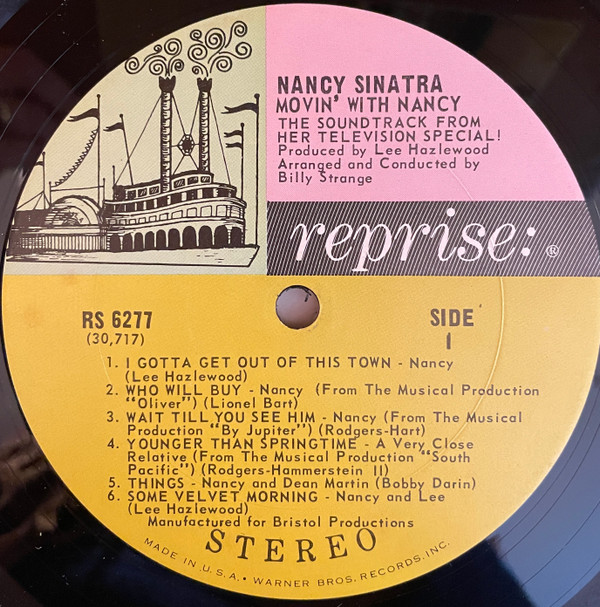 NANCY SINATRA
MOVIN' WITH NANCY
THE SOUNDTRACK FROM
HER TELEVISION SPECIAL!
Produced by Lee Hazlewood
Arranged and Conducted by
Billy Strange
reprise:®
RS 6277
(30,717)
SIDE
1
1. I GOTTA GET OUT OF THIS TOWN - Nancy
(Lee Hazlewood)
2. WHO WILL BUY - Nancy (From The Musical Production
"Oliver") (Lionel Bart)
3. WAIT TILL YOU SEE HIM - Nancy (From The Musical
Production "By Jupiter") (Rodgers-Hart)
4. YOUNGER THAN SPRINGTIME - A Very Close
Relative (From The Musical Production "South
Pacific") (Rodgers-Hammerstein II)
5. THINGS - Nancy and Dean Martin (Bobby Darin)
6. SOME VELVET MORNING - Nancy and Lee
(Lee Hazlewood)
Manufactured for Bristol Productions
STEREO
MADE IN U.S.A. • WARNER BROS. RECORDS, INC.